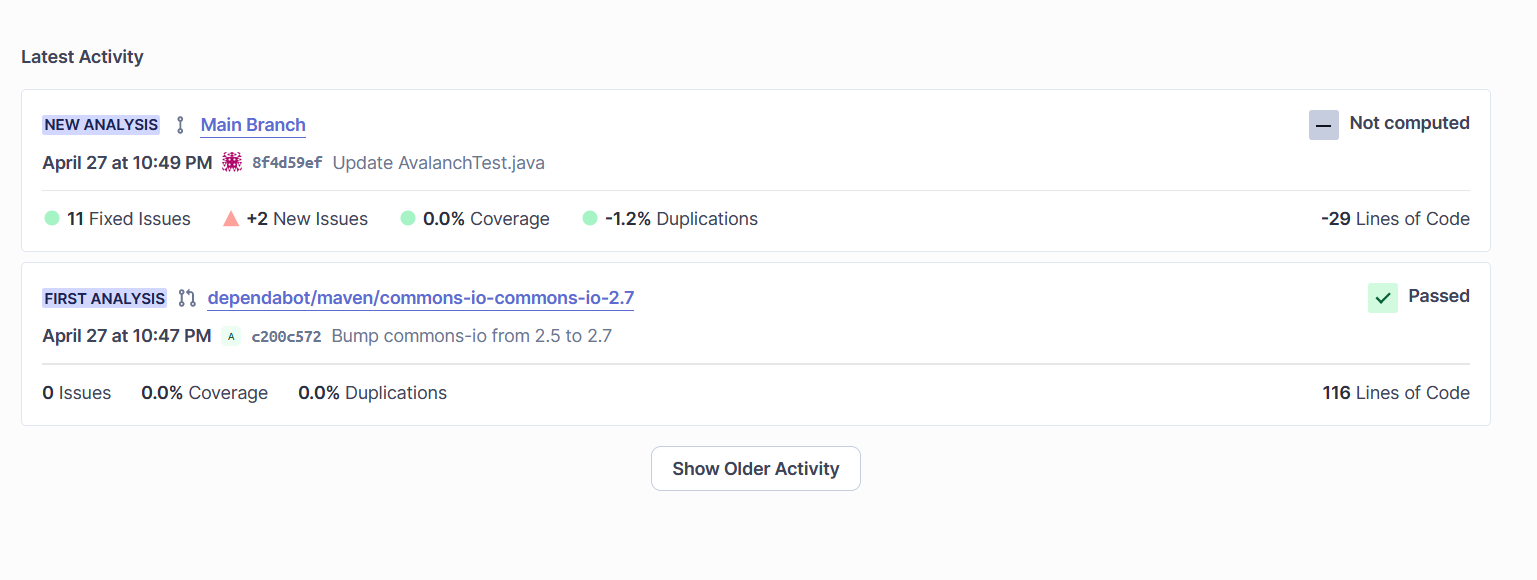 Latest Activity
NEW ANALYSIS Main Branch Not computed
April 27 at 10:49 PM 8f4d59ef Update AvalanchTest.java
11 Fixed Issues +2 New Issues 0.0% Coverage -1.2% Duplications -29 Lines of Code
FIRST ANALYSIS dependabot/maven/commons-io-commons-io-2.7 Passed
April 27 at 10:47 PM A c200c572 Bump commons-io from 2.5 to 2.7
0 Issues 0.0% Coverage 0.0% Duplications 116 Lines of Code
Show Older Activity